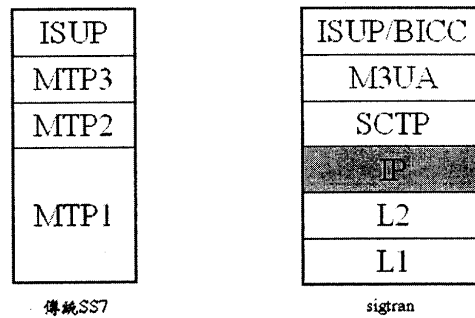 ISUP
MTP3
MTP2
MTP1
傳統SS7
ISUP/BICC
M3UA
SCTP
IP
L2
L1
sigtran